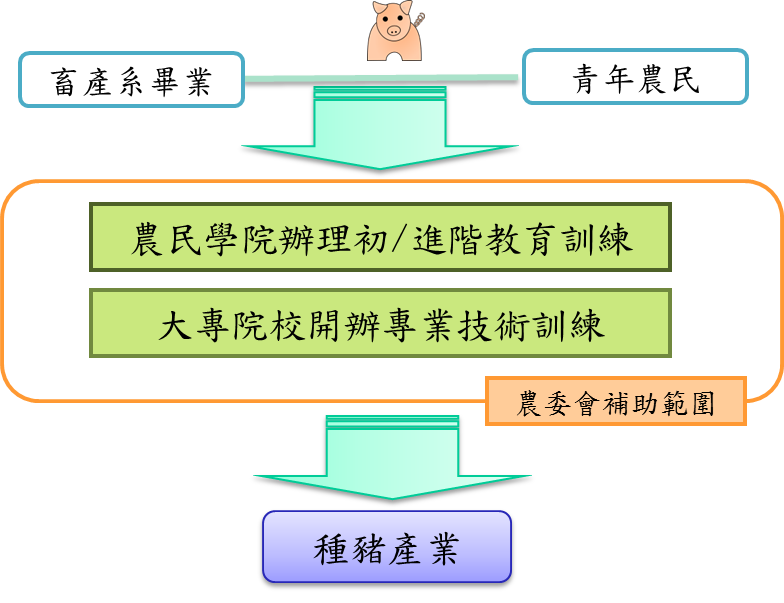 畜產系畢業
青年農民
農民學院辦理初/進階教育訓練
大專院校開辦專業技術訓練
農委會補助範圍
種豬產業